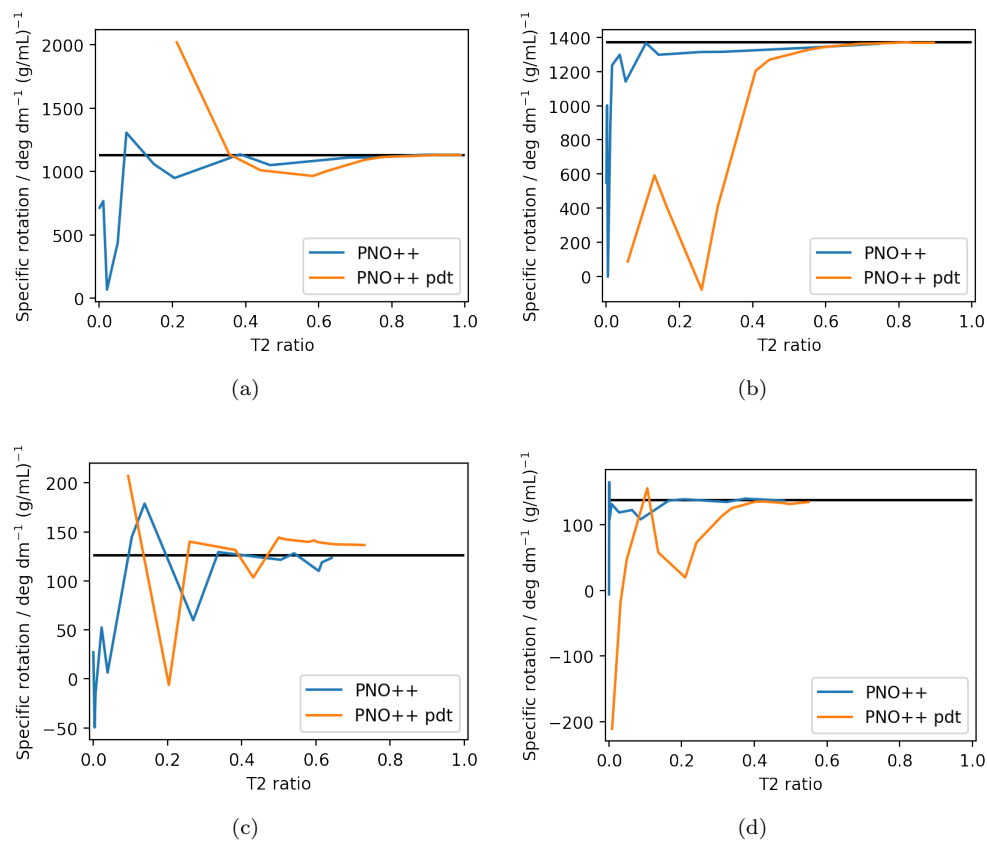 2000
1500
1000
500
0
Specific rotation / deg dm⁻¹ (g/mL)⁻¹
PNO++
PNO++ pdt
0.0 0.2 0.4 0.6 0.8 1.0
T2 ratio
(a)
1400
1200
1000
800
600
400
200
0
Specific rotation / deg dm⁻¹ (g/mL)⁻¹
PNO++
PNO++ pdt
0.0 0.2 0.4 0.6 0.8 1.0
T2 ratio
(b)
200
150
100
50
0
−50
Specific rotation / deg dm⁻¹ (g/mL)⁻¹
PNO++
PNO++ pdt
0.0 0.2 0.4 0.6 0.8 1.0
T2 ratio
(c)
100
0
−100
−200
Specific rotation / deg dm⁻¹ (g/mL)⁻¹
PNO++
PNO++ pdt
0.0 0.2 0.4 0.6 0.8 1.0
T2 ratio
(d)